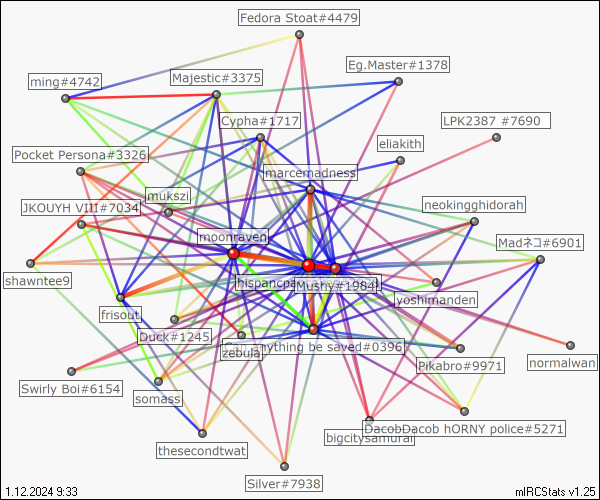 Fedora Stoat#4479
Eg.Master#1378
Majestic#3375
ming#4742
Cypha#1717
LPK2387 #7690
eliakith
Pocket Persona#3326
marcemadness
mukszi
JKOUYH VIII#7034
neokingghidorah
moonraven
Madネコ#6901
shawntee9
hispancpa
Mushy#1984
yoshimanden
frisout
Duck#1245
anything be saved#0396
zebula
Pikabro#9971
normalwan
Swirly Boi#6154
somass
DacobDacob hORNY police#5271
bigcitysamurai
thesecondtwat
Silver#7938
1.12.2024 9:33
mIRCStats v1.25